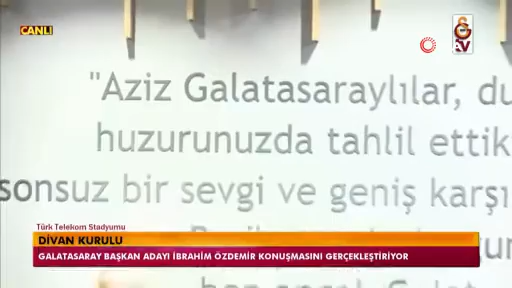 CANLI
"Aziz Galatasaraylılar, du
huzurunuzda tahlil ettik
sonsuz bir sevgi ve geniş karşı
Türk Telekom Stadyumu
DİVAN KURULU
GALATASARAY BAŞKAN ADAYI İBRAHİM ÖZDEMİR KONUŞMASINI GERÇEKLEŞTİRİYOR